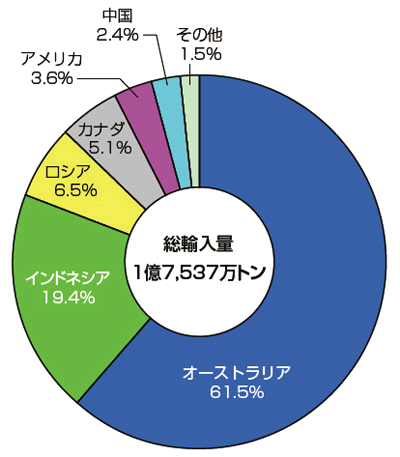 中国
2.4%
その他
1.5%
アメリカ
3.6%
カナダ
5.1%
ロシア
6.5%
インドネシア
19.4%
総輸入量
1億7,537万トン
オーストラリア
61.5%